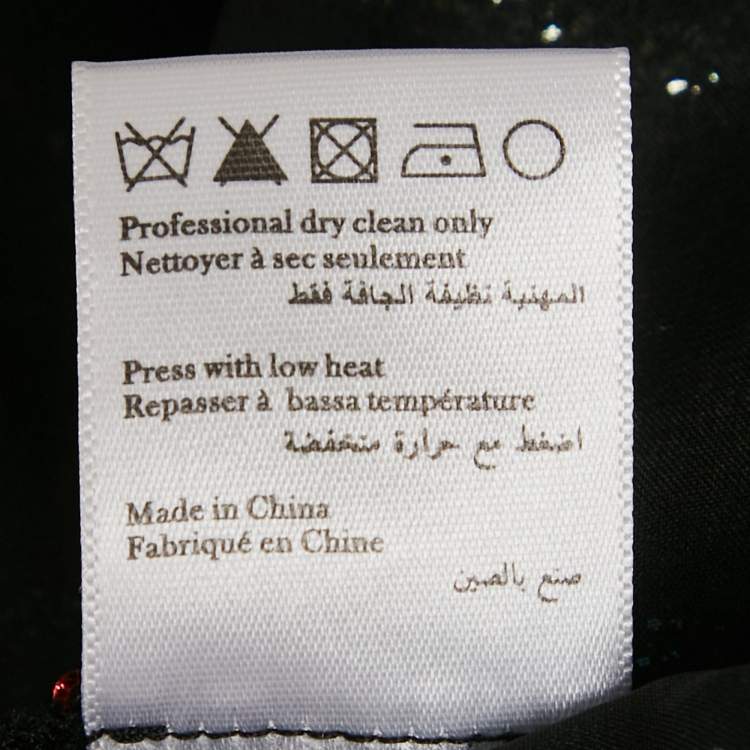 Professional dry clean only
Nettoyer à sec seulement
المهنية نظيفة الجافة فقط
Press with low heat
Repasser à bassa température
اضغط مع حرارة منخفضة
Made in China
Fabriqué en Chine
صنع بالصين